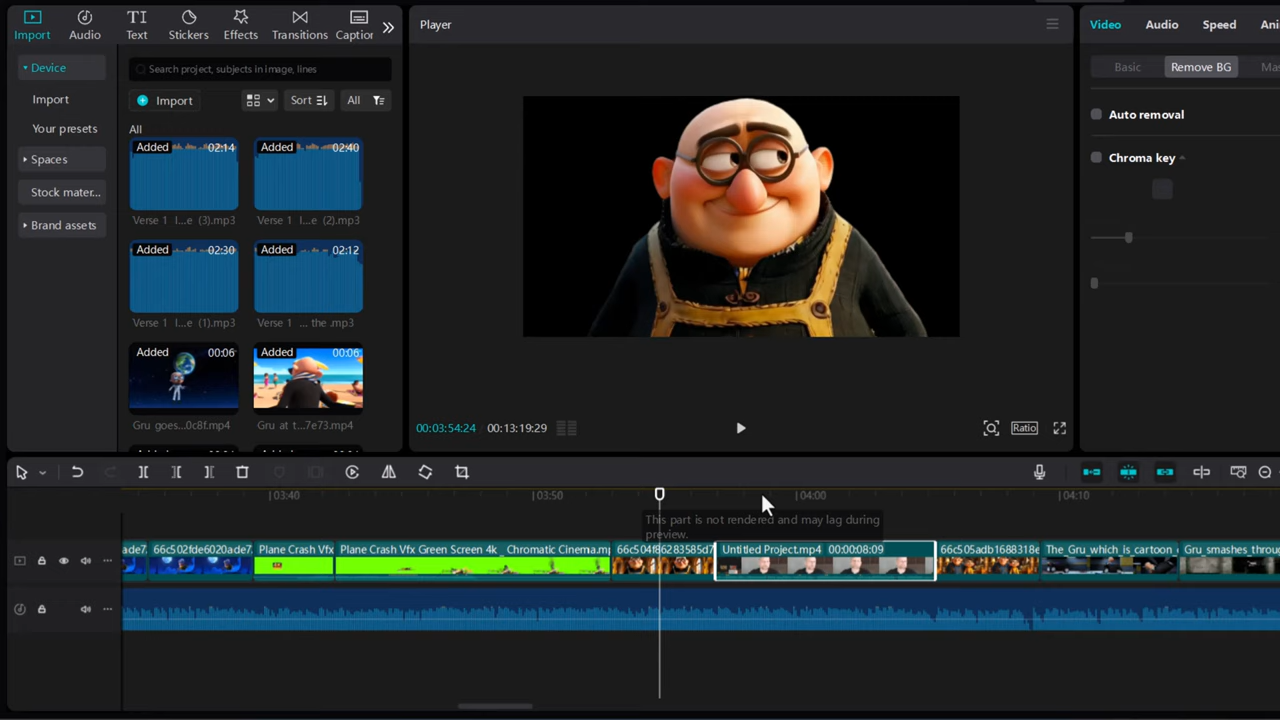 Import
Audio
Text
Stickers
Effects
Transitions
Caption
Device
Import
Your presets
Spaces
Stock mater...
Brand assets
Search project, subjects in image, lines
Import
Sort
All
All
Added 02:14
Added 02:40
Verse 1 I...e (3).mp3
Verse 1 I...e (2).mp3
Added 02:30
Added 02:12
Verse 1 I...e (1).mp3
Verse 1 ... the .mp3
Added 00:06
Added 00:06
Gru goes...0c8f.mp4
Gru at t...7e73.mp4
Player
00:03:54:24 00:13:19:29
Ratio
Video Audio Speed Ani
Basic Remove BG Mas
Auto removal
Chroma key
03:40 03:50 04:00 04:10
This part is not rendered and may lag during
preview.
ade7. 66c502fde6020ade7. Plane Crash Vfx Plane Crash Vfx Green Screen 4k _ Chromatic Cinema.mp 66c504f86283585d7 Untitled Project.mp4 00:00:08:09 66c505adb1688318e The_Gru_which_is_cartoon_ Gru_smashes_throu